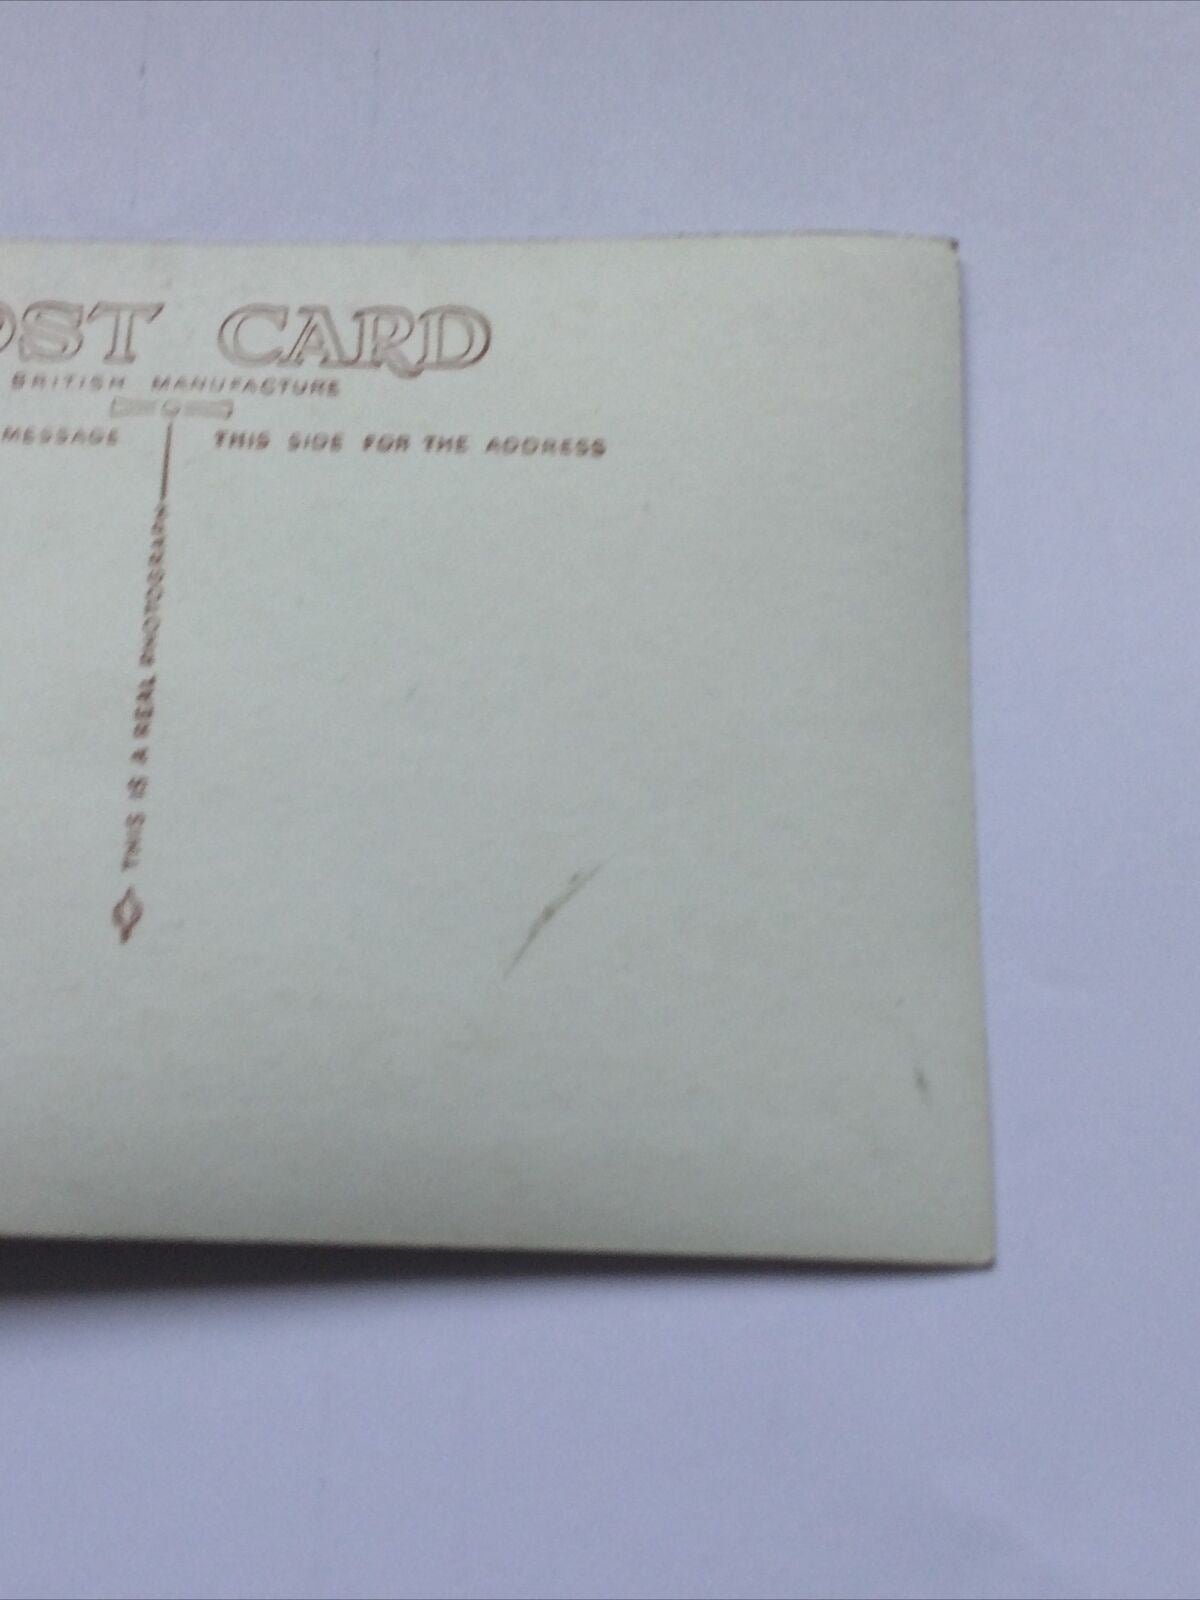 OST CARD
BRITISH MANUFACTURE
MESSAGE THIS SIDE FOR THE ADDRESS
THIS IS A REAL PHOTOGRAPH